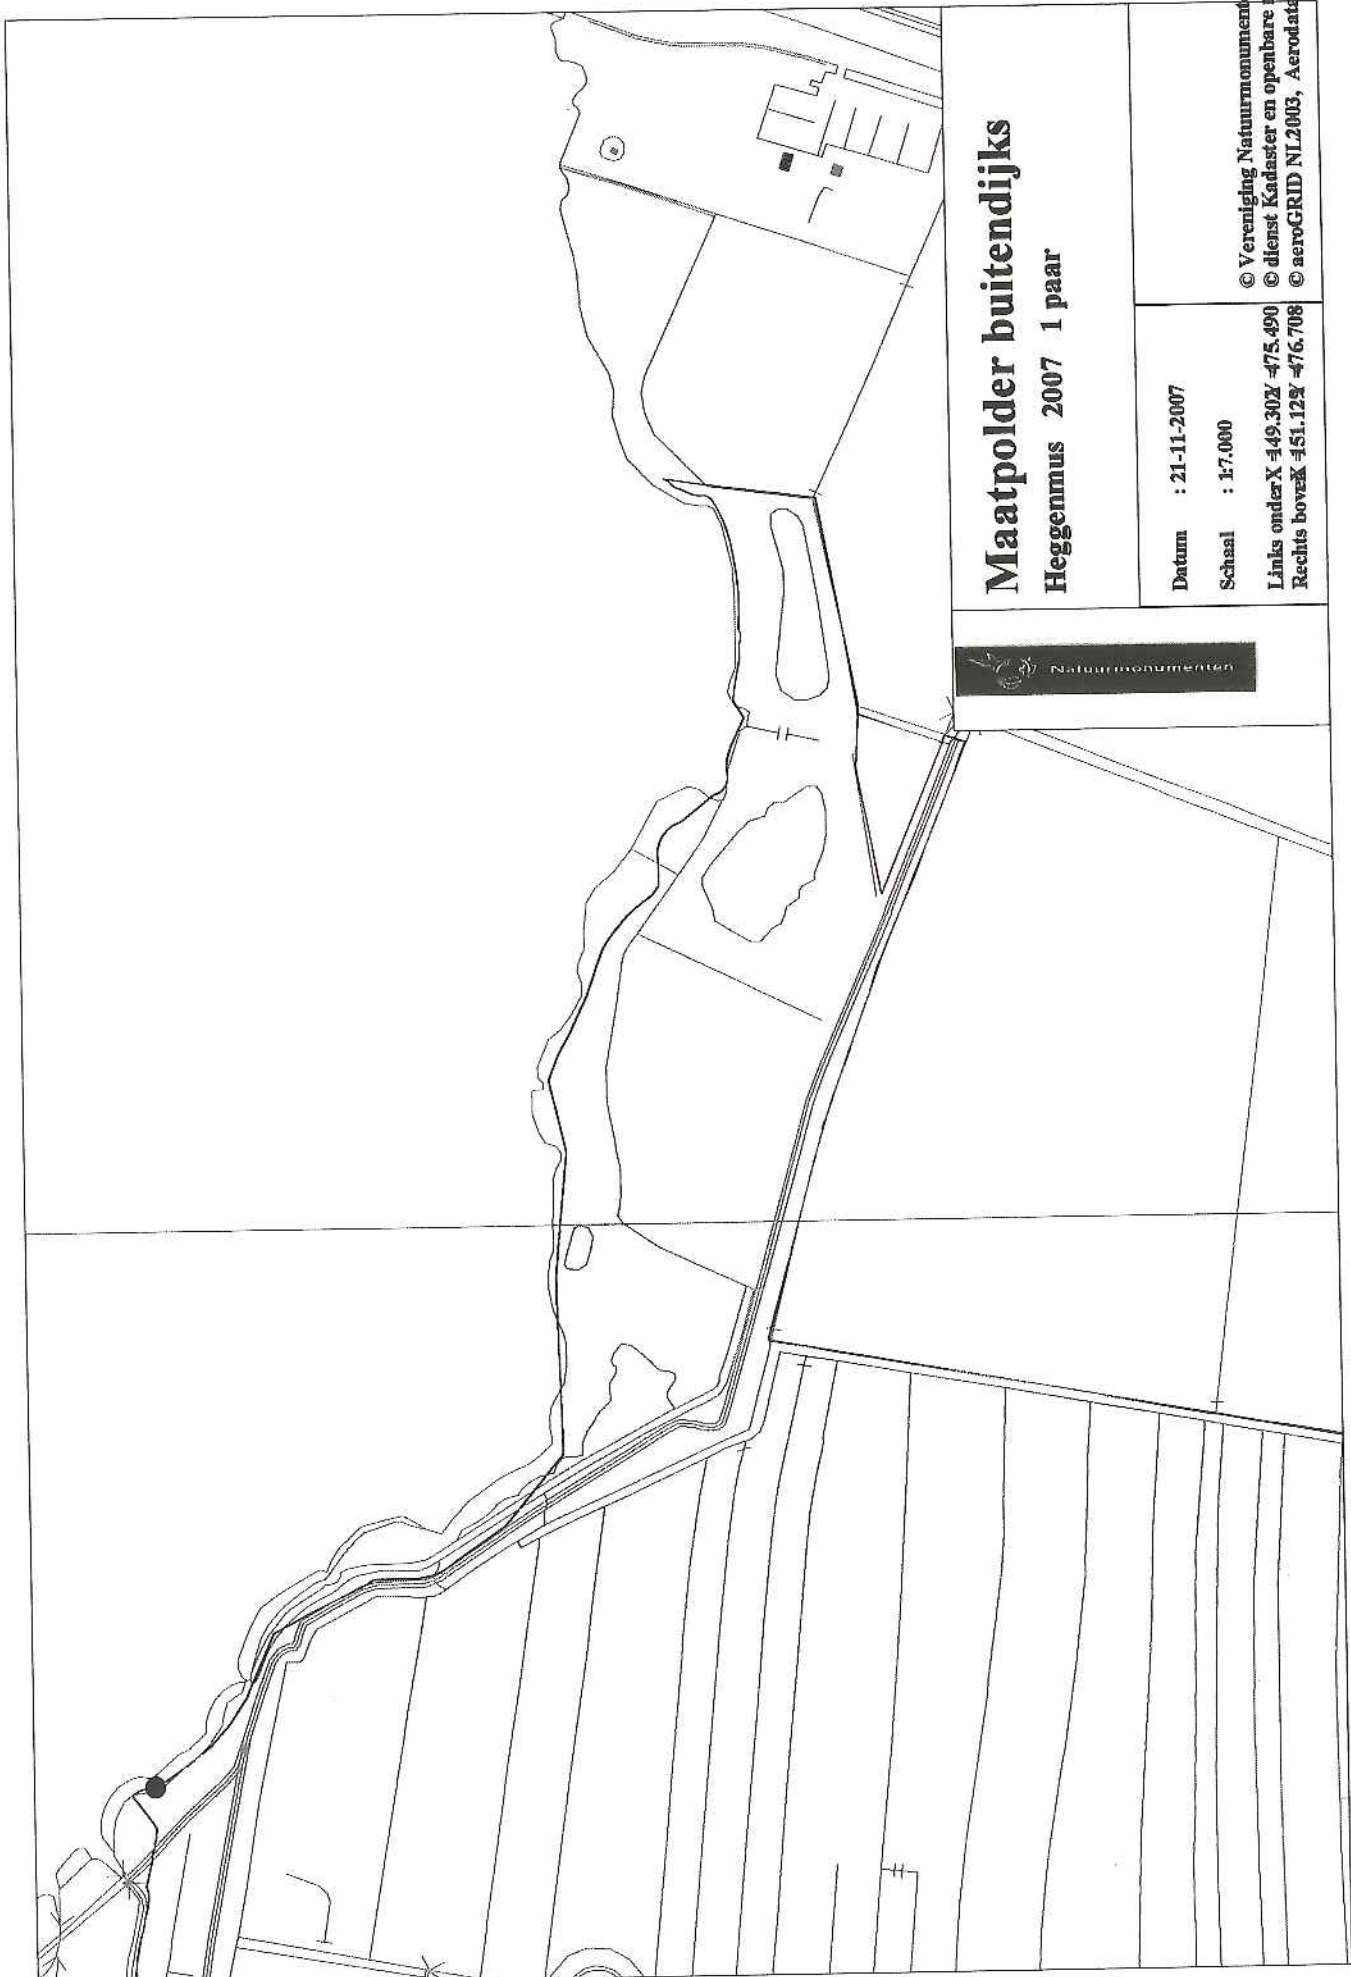 Maatpolder buitendijks
Heggenmus 2007 1 paar
Datum : 21-11-2007
Schaal : 1:7.000
Links onder X =149.302 Y =475.490
Rechts boven X =151.129 Y =476.708
© Vereniging Natuurmonument
© dienst Kadaster en openbare
© aeroGRID NL2003, Aerodata
Natuurmonumenten